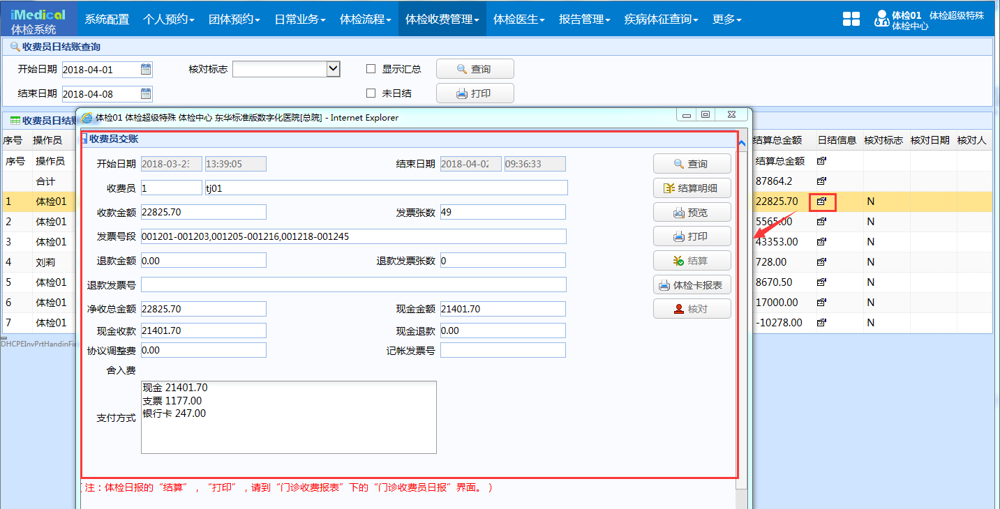 iMedical
体检系统
系统配置 个人预约 团体预约 日常业务 体检流程 体检收费管理 体检医生 报告管理 疾病体征查询 更多
体检01 体检超级特殊
体检中心
收费员日结账查询
开始日期 2018-04-01 核对标志 显示汇总 查询
结束日期 2018-04-08 未日结 打印
收费员日结
体检01 体检超级特殊 体检中心 东华标准版数字化医院[总院] - Internet Explorer
序号 操作员 结算总金额 日结信息 核对标志 核对日期 核对人
序号 操作员 结算总金额
合计 87864.2
1 体检01 22825.70 N
2 体检01 5565.00 N
3 体检01 43353.00 N
4 刘莉 728.00 N
5 体检01 8670.50 N
6 体检01 17000.00 N
7 体检01 -10278.00 N
DHCPEInvPrtHandinFi
收费员交账
开始日期 2018-03-23 13:39:05 结束日期 2018-04-02 09:36:33 查询
收费员 1 tj01 结算明细
收款金额 22825.70 发票张数 49 预览
发票号段 001201-001203,001205-001216,001218-001245 打印
退款金额 0.00 退款发票张数 0 结算
退款发票号 体检卡报表
净收总金额 22825.70 现金金额 21401.70 核对
现金收款 21401.70 现金退款 0.00
协议调整费 0.00 记帐发票号
舍入费
支付方式
现金 21401.70
支票 1177.00
银行卡 247.00
（注：体检日报的“结算”，“打印”，请到“门诊收费报表”下的“门诊收费员日报”界面。）